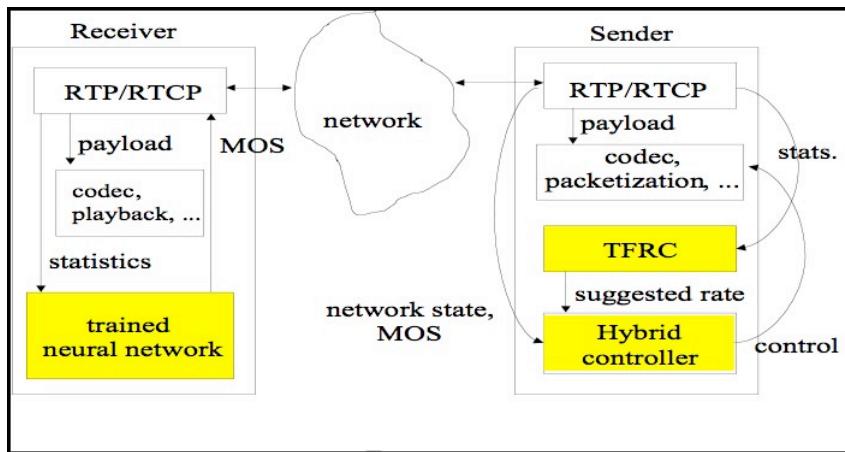 Receiver
RTP/RTCP
payload
MOS
codec,
playback, ...
statistics
trained
neural network
network
network state,
MOS
Sender
RTP/RTCP
payload
stats.
codec,
packetization, ...
TFRC
suggested rate
Hybrid
controller
control